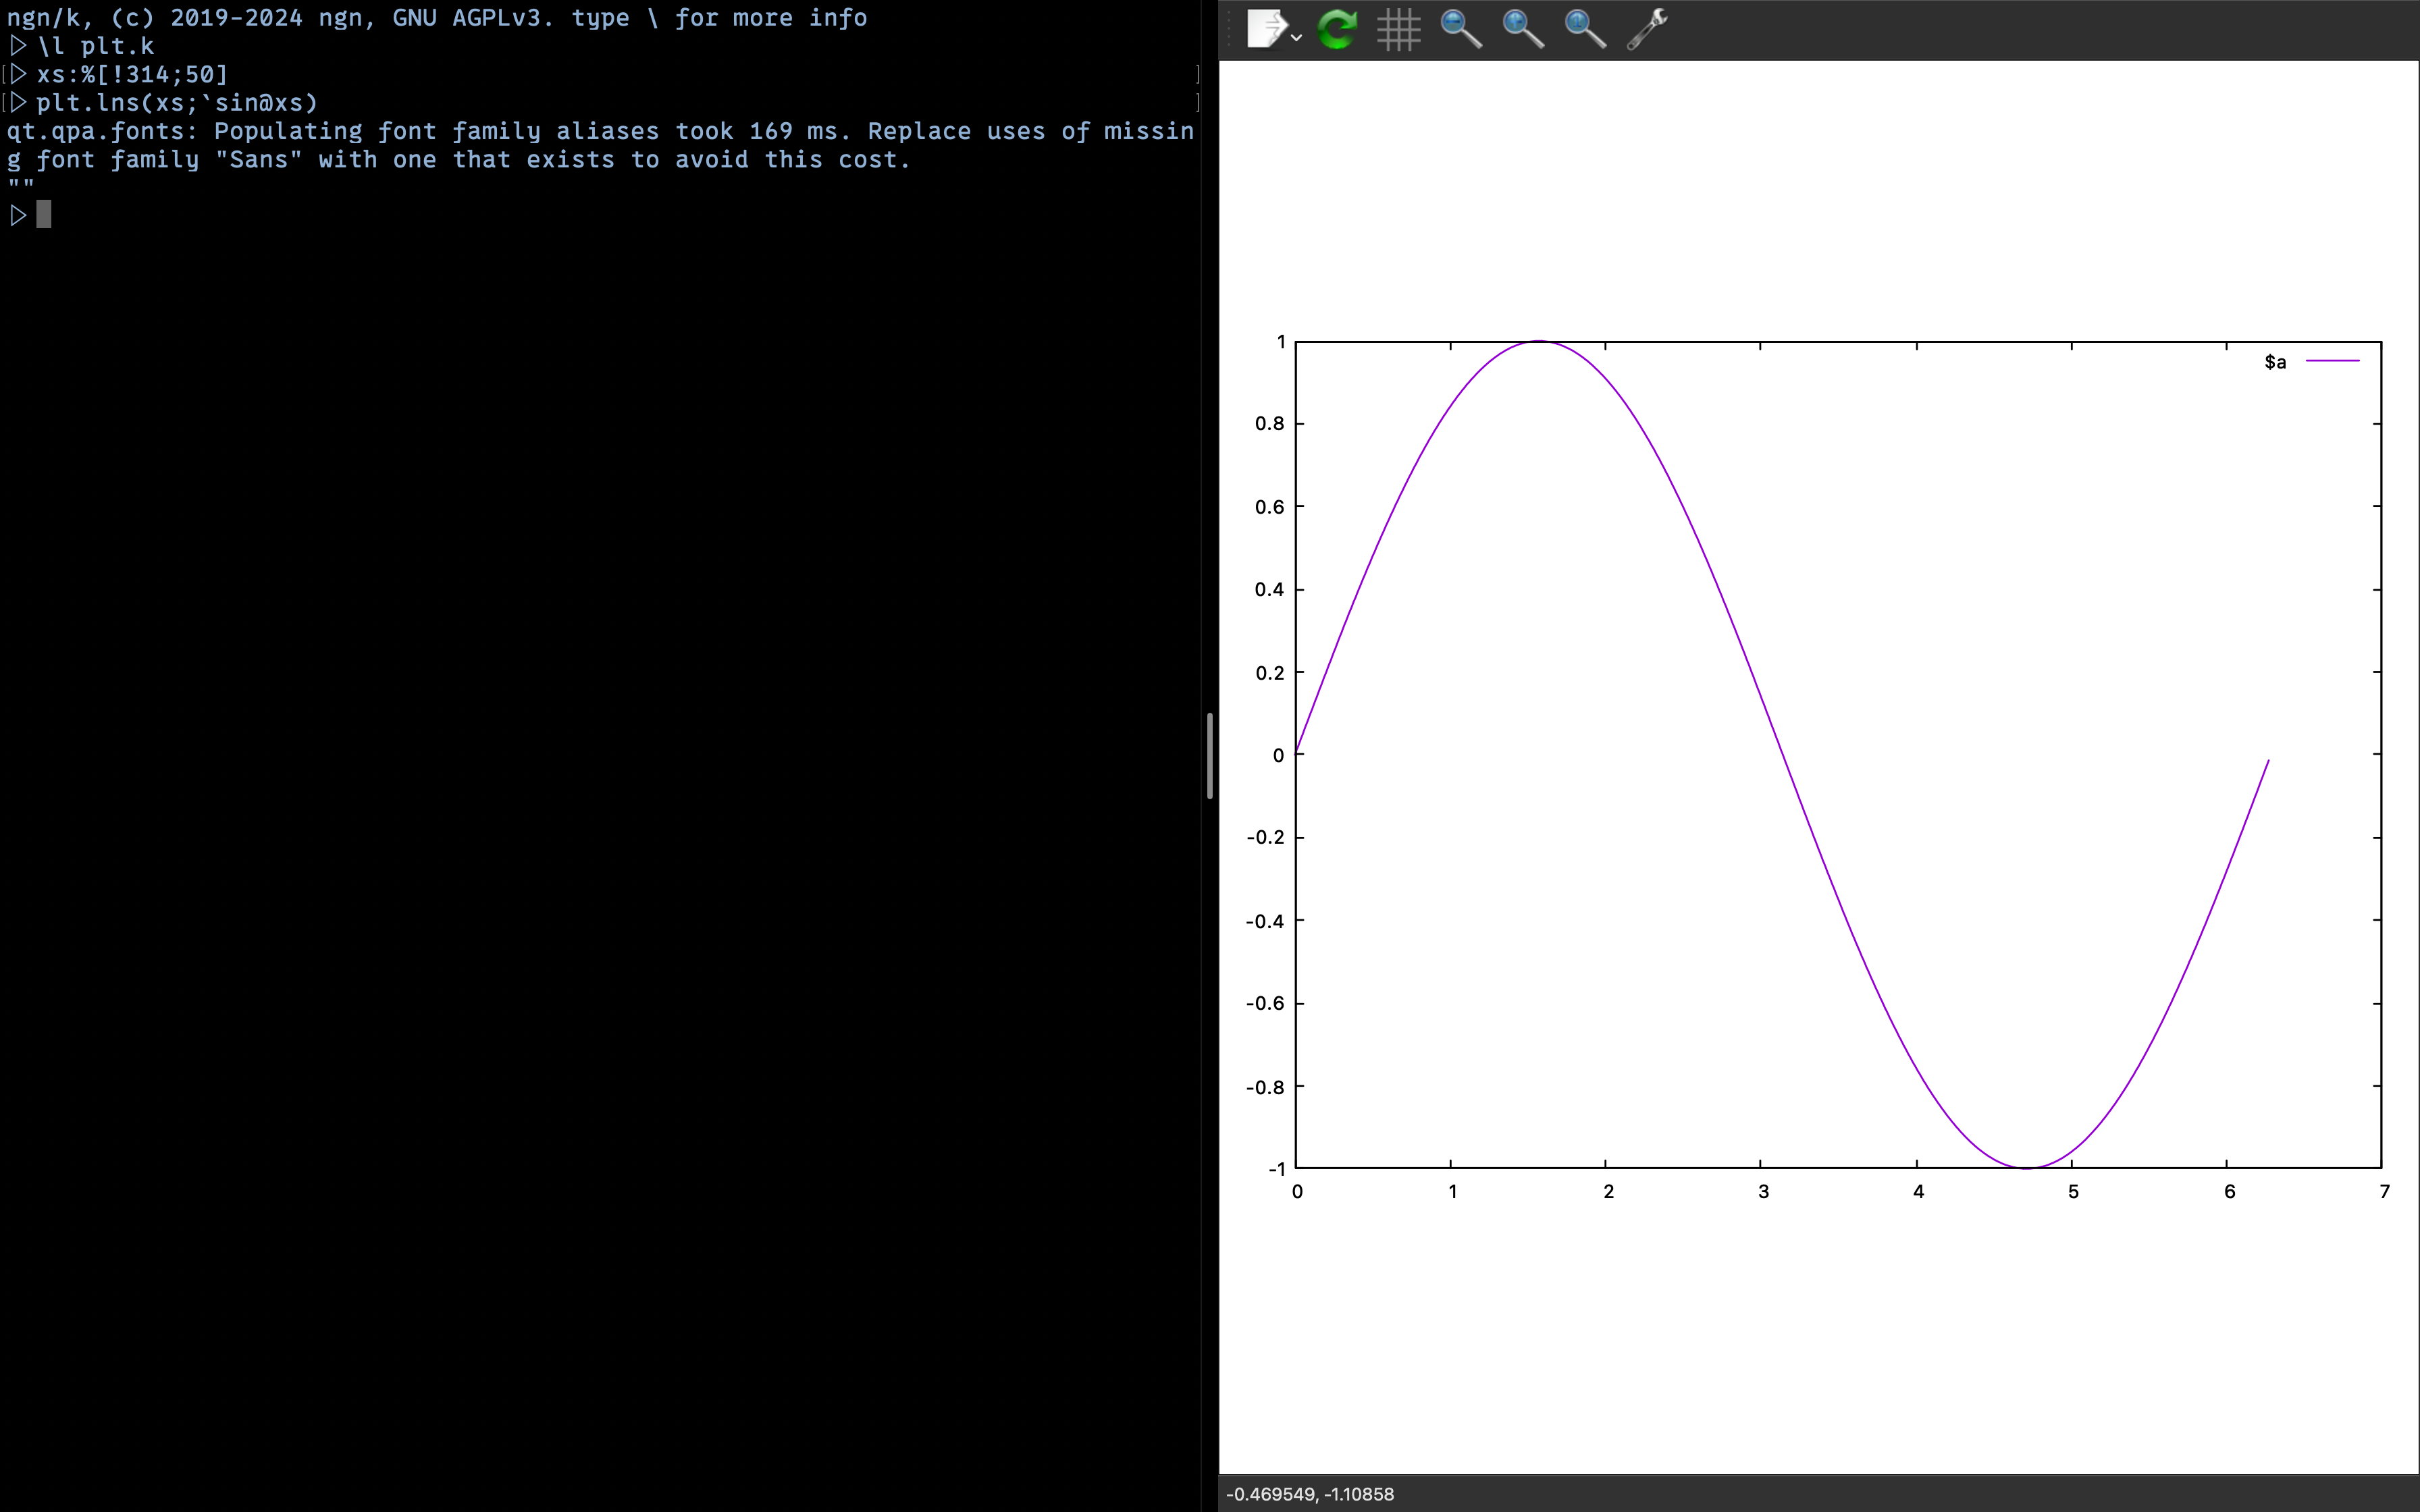 ngn/k, (c) 2019-2024 ngn, GNU AGPLv3. type \ for more info
▷ \l plt.k
[▷ xs:%[!314;50] ]
[▷ plt.lns(xs;`sin@xs) ]
qt.qpa.fonts: Populating font family aliases took 169 ms. Replace uses of missin
g font family "Sans" with one that exists to avoid this cost.
""
▷
$a
1
0.8
0.6
0.4
0.2
0
-0.2
-0.4
-0.6
-0.8
-1
0 1 2 3 4 5 6 7
-0.469549, -1.10858